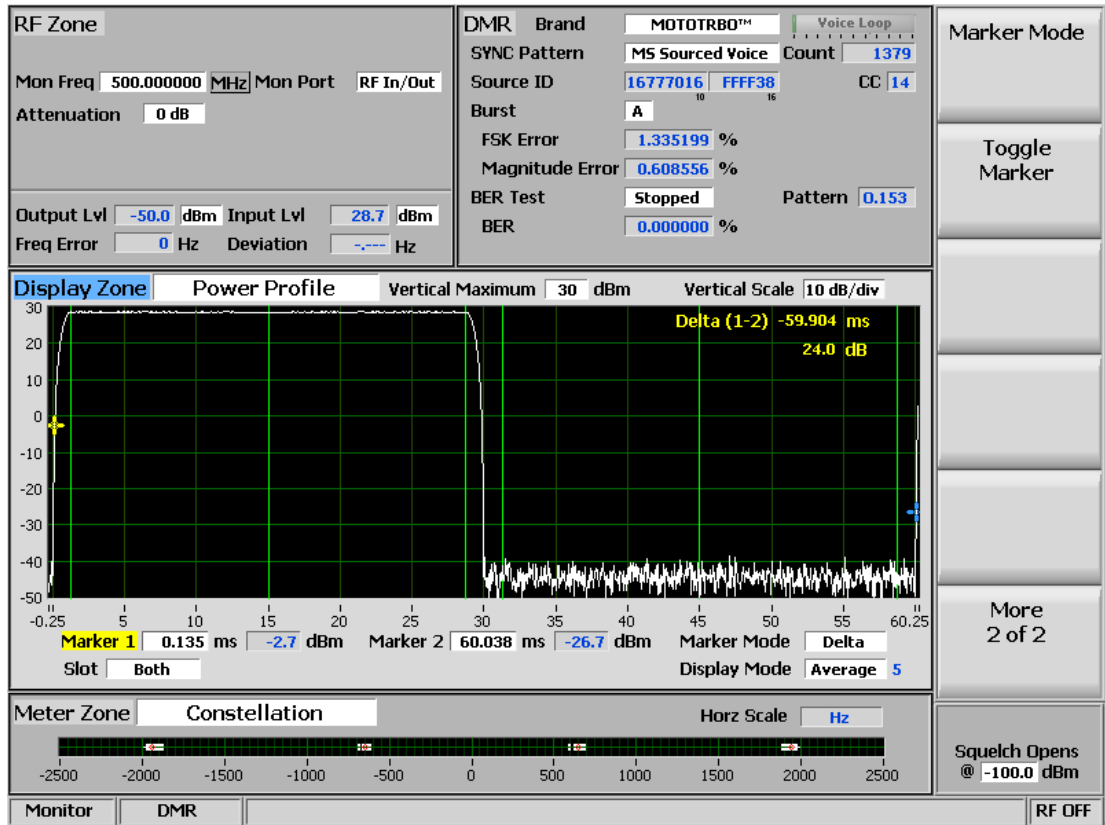 RF Zone
Mon Freq 500.000000 MHz Mon Port RF In/Out
Attenuation 0 dB
Output Lvl -50.0 dBm Input Lvl 28.7 dBm
Freq Error 0 Hz Deviation -.--- Hz
DMR Brand MOTOTRBO™ Voice Loop
SYNC Pattern MS Sourced Voice Count 1379
Source ID 16777016 FFFF38 CC 14
10 16
Burst A
FSK Error 1.335199 %
Magnitude Error 0.608556 %
BER Test Stopped Pattern 0.153
BER 0.000000 %
Display Zone Power Profile Vertical Maximum 30 dBm Vertical Scale 10 dB/div
Delta (1-2) -59.904 ms
24.0 dB
30
20
10
0
-10
-20
-30
-40
-50
-0.25 5 10 15 20 25 30 35 40 45 50 55 60.25
Marker 1 0.135 ms -2.7 dBm Marker 2 60.038 ms -26.7 dBm Marker Mode Delta
Slot Both Display Mode Average 5
Meter Zone Constellation Horz Scale Hz
-2500 -2000 -1500 -1000 -500 0 500 1000 1500 2000 2500
Monitor DMR RF OFF
Marker Mode
Toggle
Marker
More
2 of 2
Squelch Opens
@ -100.0 dBm